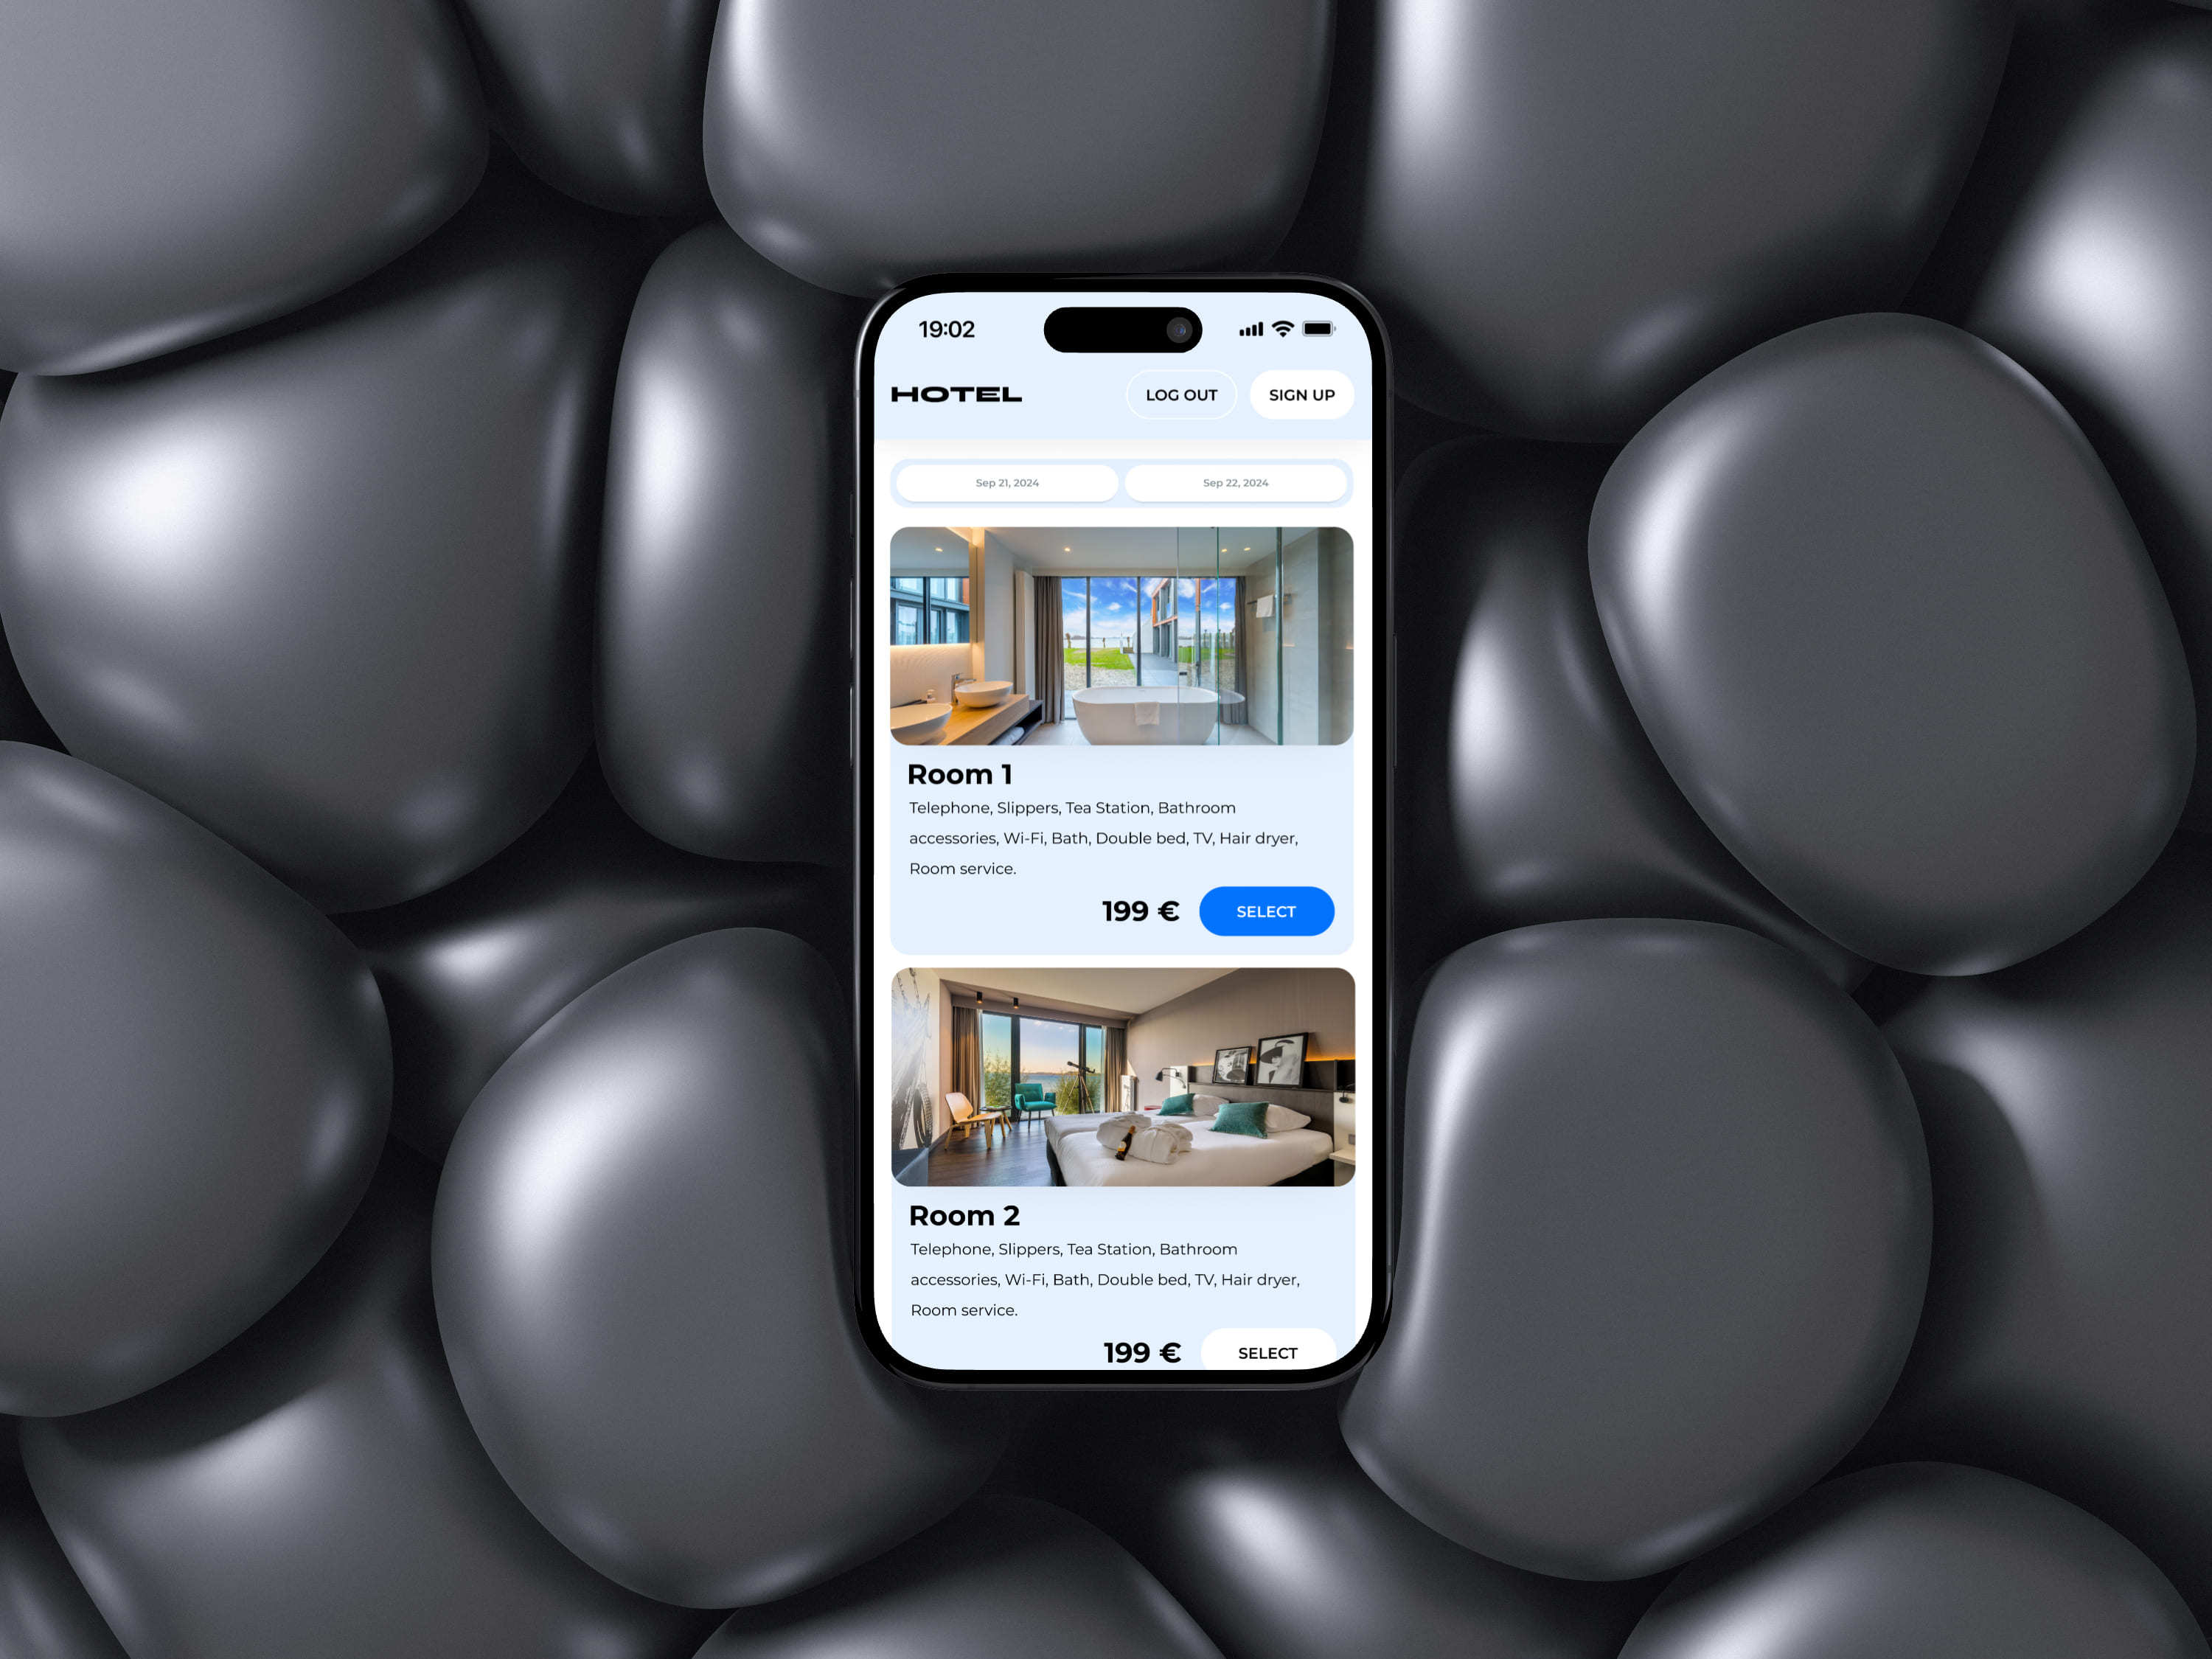 19:02
HOTEL
LOG OUT
SIGN UP
Sep 21, 2024
Sep 22, 2024
Room 1
Telephone, Slippers, Tea Station, Bathroom
accessories, Wi-Fi, Bath, Double bed, TV, Hair dryer,
Room service.
199 €
SELECT
Room 2
Telephone, Slippers, Tea Station, Bathroom
accessories, Wi-Fi, Bath, Double bed, TV, Hair dryer,
Room service.
199 €
SELECT